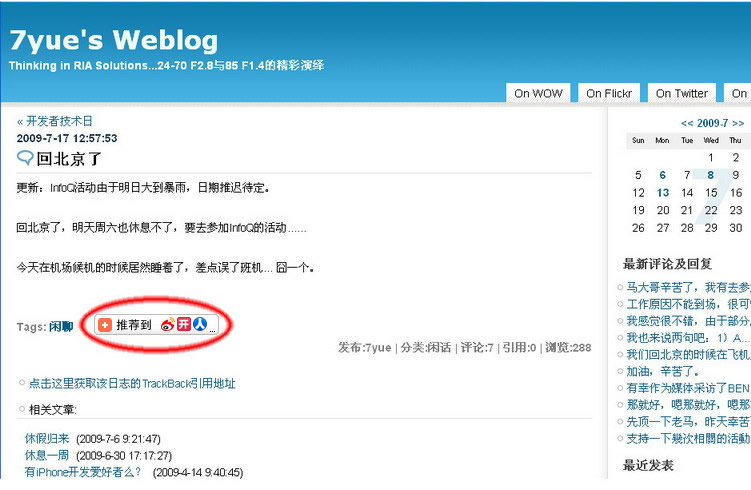 7yue's Weblog
Thinking in RIA Solutions...24-70 F2.8与85 F1.4的精彩演绎
On WOW On Flickr On Twitter On
« 开发者技术日
2009-7-17 12:57:53
回北京了
更新：InfoQ活动由于明日大到暴雨，日期推迟待定。
回北京了，明天周六也休息不了，要去参加InfoQ的活动……
今天在机场候机的时候居然睡着了，差点误了班机... 囧一个。
Tags: 闲聊 推荐到 ...
发布:7yue | 分类:闲话 | 评论:7 | 引用:0 | 浏览:288
点击这里获取该日志的TrackBack引用地址
相关文章:
休假归来 (2009-7-6 9:21:47)
休息一周 (2009-6-30 17:17:27)
有iPhone开发爱好者么？ (2009-4-14 9:40:45)
<< 2009-7 >>
Sun Mon Tue Wed Thu
1 2
5 6 7 8 9
12 13 14 15 16
19 20 21 22 23
26 27 28 29 30
7
最新评论及回复
马大哥辛苦了，我有去参
工作原因不能到场，很可
我感觉很不错，由于部分
我也来说两句吧：1）A...
我们回北京的时候在飞机
加油，辛苦了。
有幸作为媒体采访了BEN
那就好，嗯那就好，嗯那
先顶一下老马，昨天幸苦
支持一下幾次相關的活動
最近发表